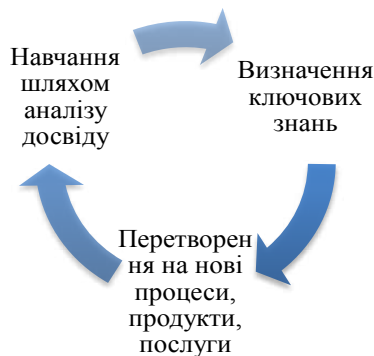 Навчання
шляхом
аналізу
досвіду
Визначення
ключових
знань
Перетворен
ня на нові
процеси,
продукти,
послуги